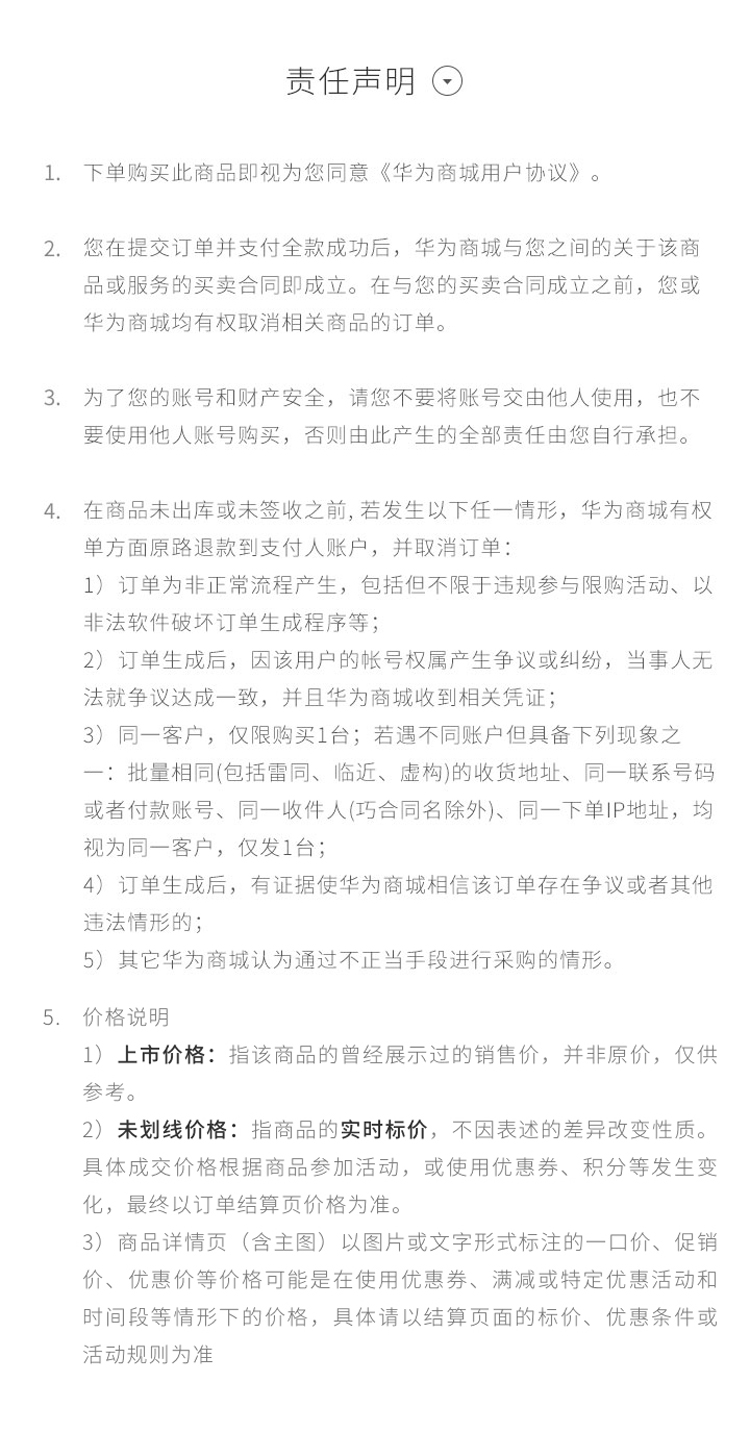 责任声明
1. 下单购买此商品即视为您同意《华为商城用户协议》。
2. 您在提交订单并支付全款成功后，华为商城与您之间的关于该商
品或服务的买卖合同即成立。在与您的买卖合同成立之前，您或
华为商城均有权取消相关商品的订单。
3. 为了您的账号和财产安全，请您不要将账号交由他人使用，也不
要使用他人账号购买，否则由此产生的全部责任由您自行承担。
4. 在商品未出库或未签收之前,若发生以下任一情形，华为商城有权
单方面原路退款到支付人账户，并取消订单：
1）订单为非正常流程产生，包括但不限于违规参与限购活动、以
非法软件破坏订单生成程序等；
2）订单生成后，因该用户的帐号权属产生争议或纠纷，当事人无
法就争议达成一致，并且华为商城收到相关凭证；
3）同一客户，仅限购买1台；若遇不同账户但具备下列现象之
一：批量相同(包括雷同、临近、虚构)的收货地址、同一联系号码
或者付款账号、同一收件人(巧合同名除外)、同一下单IP地址，均
视为同一客户，仅发1台；
4）订单生成后，有证据使华为商城相信该订单存在争议或者其他
违法情形的；
5）其它华为商城认为通过不正当手段进行采购的情形。
5. 价格说明
1）上市价格：指该商品的曾经展示过的销售价，并非原价，仅供
参考。
2）未划线价格：指商品的实时标价，不因表述的差异改变性质。
具体成交价格根据商品参加活动，或使用优惠券、积分等发生变
化，最终以订单结算页价格为准。
3）商品详情页（含主图）以图片或文字形式标注的一口价、促销
价、优惠价等价格可能是在使用优惠券、满减或特定优惠活动和
时间段等情形下的价格，具体请以结算页面的标价、优惠条件或
活动规则为准